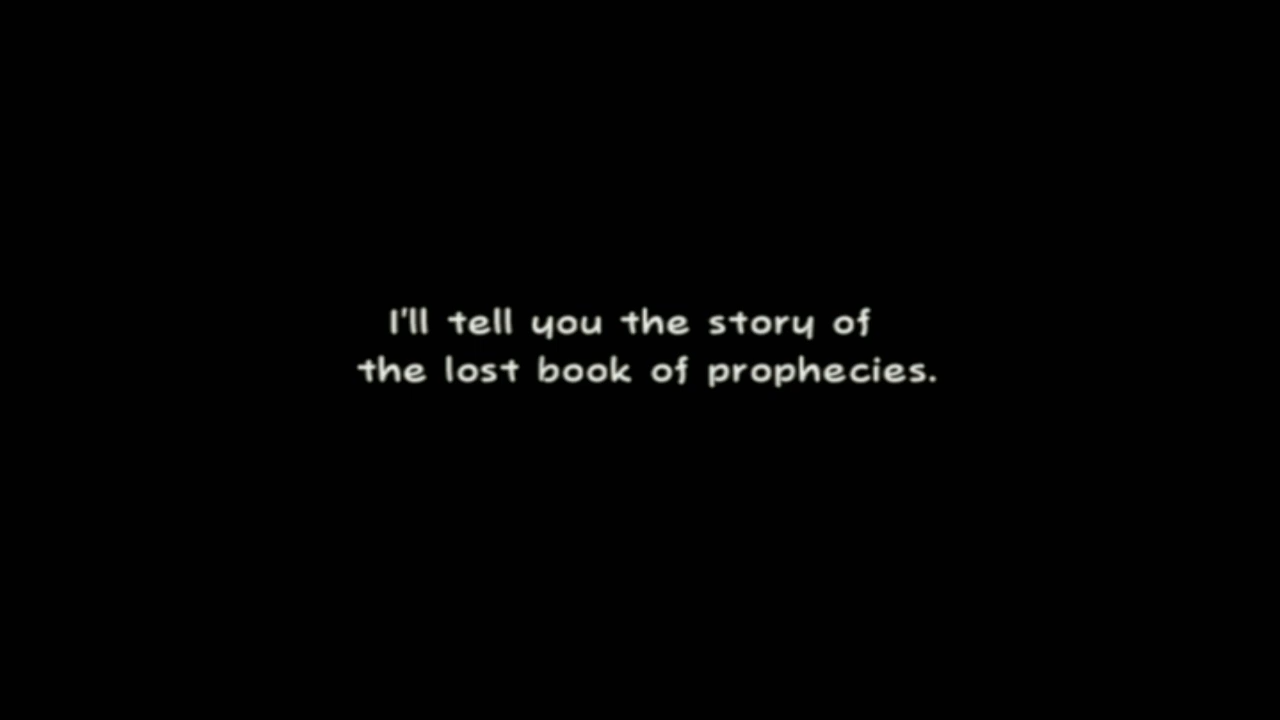 I'll tell you the story of
the lost book of prophecies.